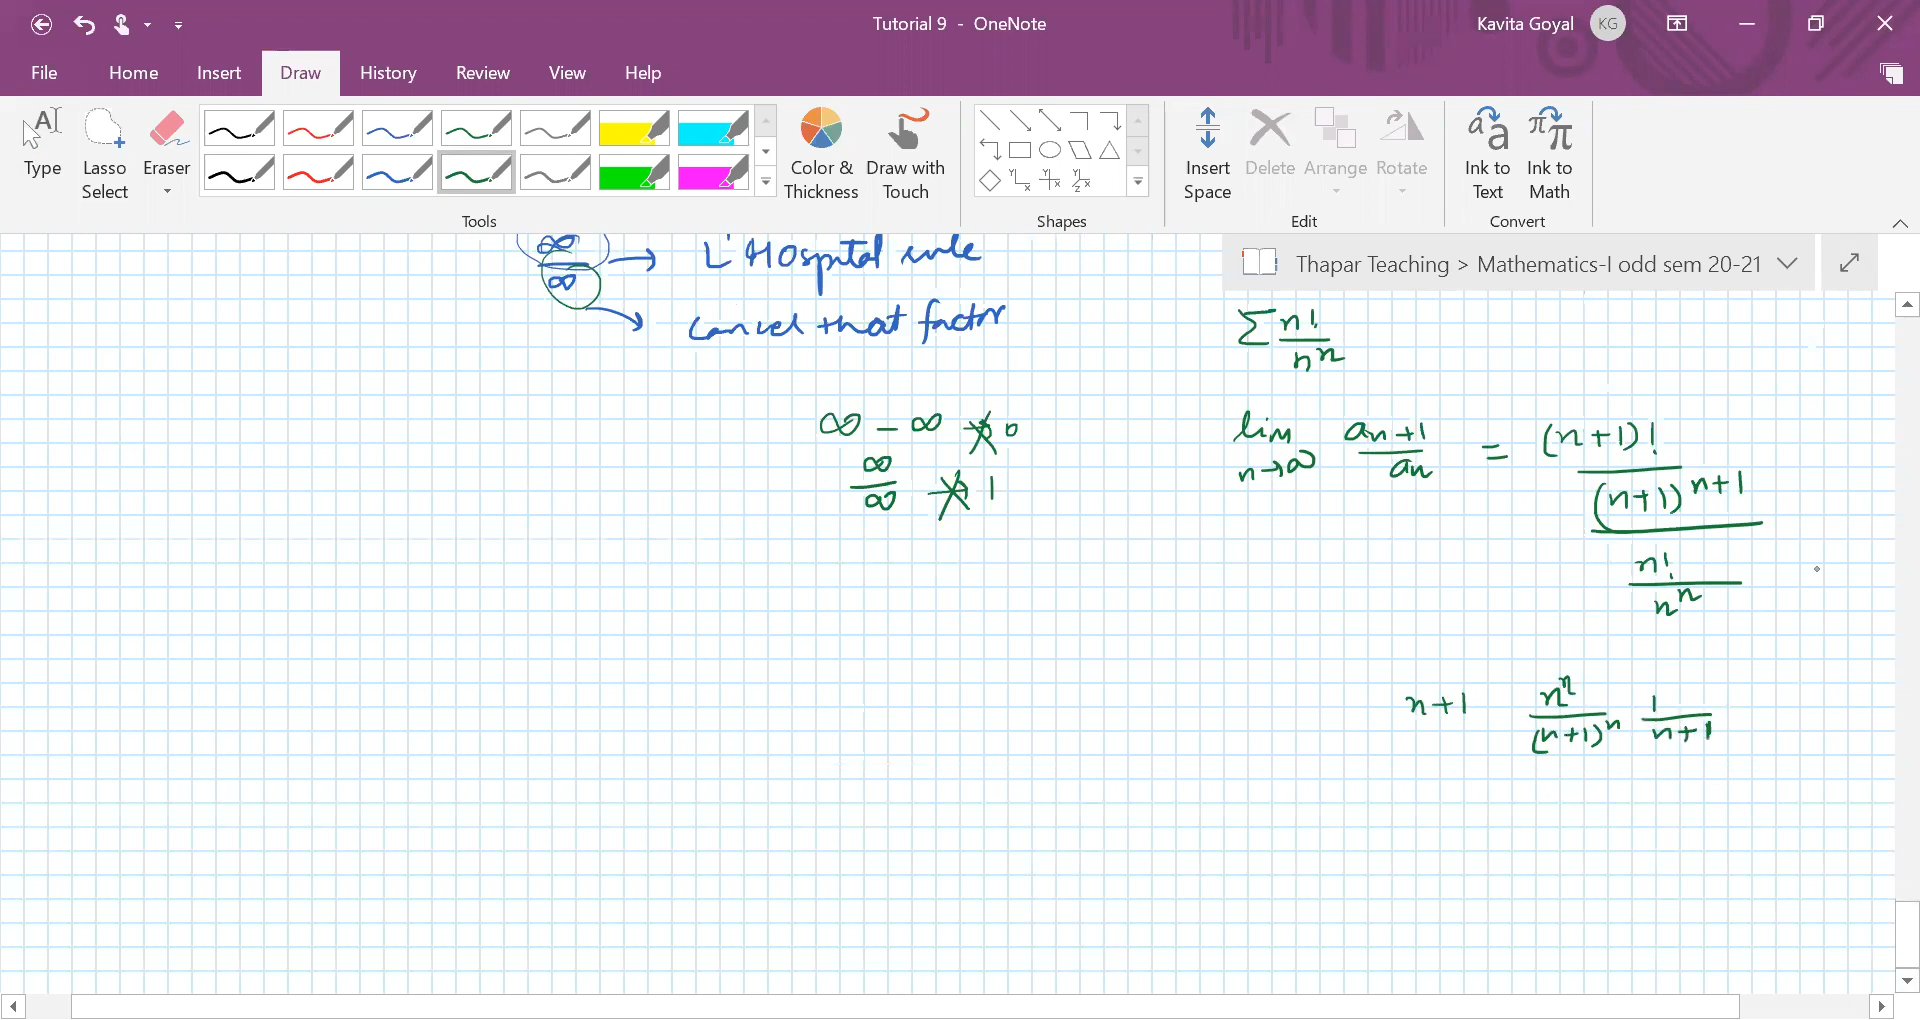 Tutorial 9 - OneNote
Kavita Goyal KG
File Home Insert Draw History Review View Help
Type
Lasso Select
Eraser
Color & Thickness
Draw with Touch
Insert Space
Delete
Arrange
Rotate
Ink to Text
Ink to Math
Tools
Shapes
Edit
Convert
Thapar Teaching > Mathematics-I odd sem 20-21
∞/∞ → L'Hospital rule
→ cancel that factor
∞ - ∞ ↛ 0
∞/∞ ↛ 1
Σ n!/n^n
lim n→∞ an+1/an = ((n+1)!/(n+1)^n+1)/(n!/n^n)
n+1 n^n/(n+1)^n 1/n+1